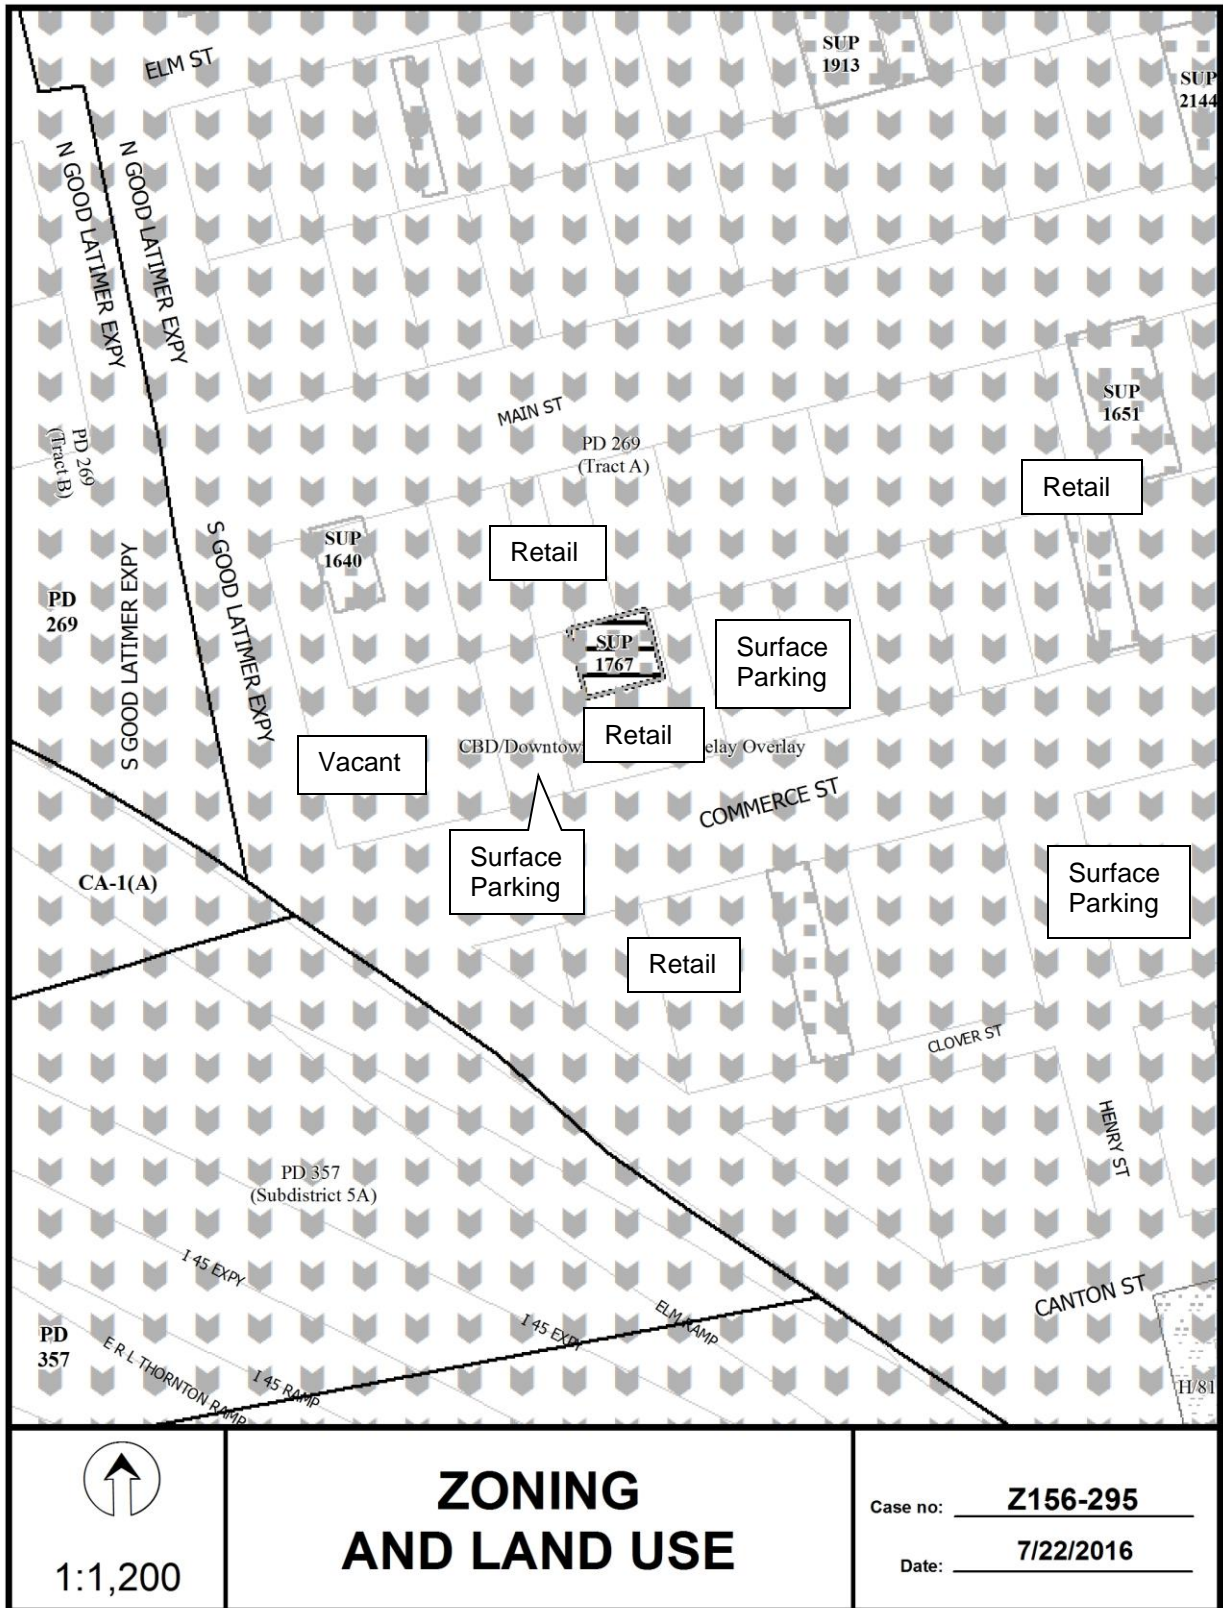 ELM ST
SUP
1913
SUP
2144
N GOOD LATIMER EXPY
N GOOD LATIMER EXPY
MAIN ST
SUP
1651
PD 269
(Tract B)
PD 269
(Tract A)
Retail
SUP
1640
Retail
PD
269
S GOOD LATIMER EXPY
S GOOD LATIMER EXPY
SUP
1767
Surface
Parking
Vacant
Retail
CBD/Downtow
elay Overlay
COMMERCE ST
Surface
Parking
CA-1(A)
Surface
Parking
Retail
CLOVER ST
HENRY ST
PD 357
(Subdistrict 5A)
I 45 EXPY
CANTON ST
ELM RAMP
I 45 EXPY
PD
357
E R L THORNTON RAMP
I 45 RAMP
H/81
1:1,200
ZONING
AND LAND USE
Case no: Z156-295
Date: 7/22/2016